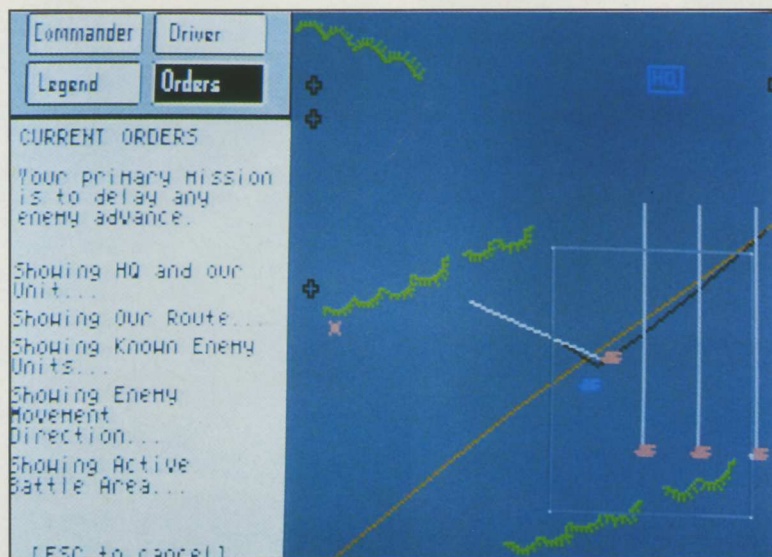 Commander Driver
Legend Orders
HQ
CURRENT ORDERS
Your primary mission
is to delay any
enemy advance.
Showing HQ and our
Unit...
Showing Our Route...
Showing Known Enemy
Units...
Showing Enemy
Movement
Direction...
Showing Active
Battle Area...
[ESC to cancel]